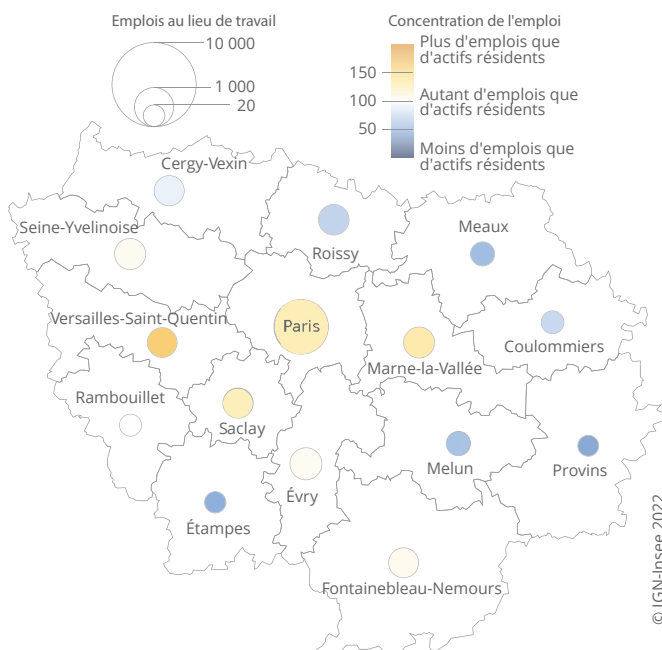 Emplois au lieu de travail
10 000
1 000
20
Concentration de l'emploi
Plus d'emplois que
d'actifs résidents
150
Autant d'emplois que
100
d'actifs résidents
50
Moins d'emplois que
d'actifs résidents
Cergy-Vexin
Seine-Yvelinoise
Roissy
Meaux
Versailles-Saint-Quentin
Paris
Marne-la-Vallée
Coulommiers
Rambouillet
Saclay
Melun
Provins
Évry
Étampes
Fontainebleau-Nemours
© IGN-Insee 2022